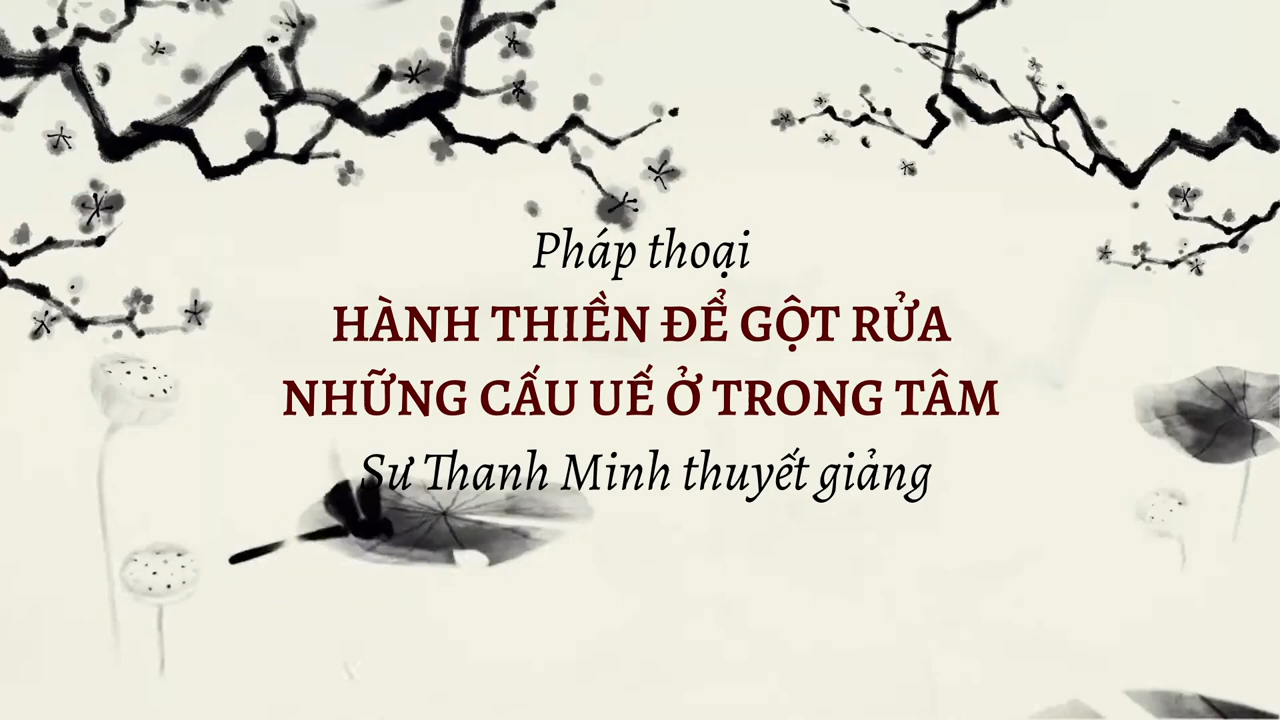 Pháp thoại
HÀNH THIỀN ĐỂ GỘT RỬA
NHỮNG CẤU UẾ Ở TRONG TÂM
Sư Thanh Minh thuyết giảng